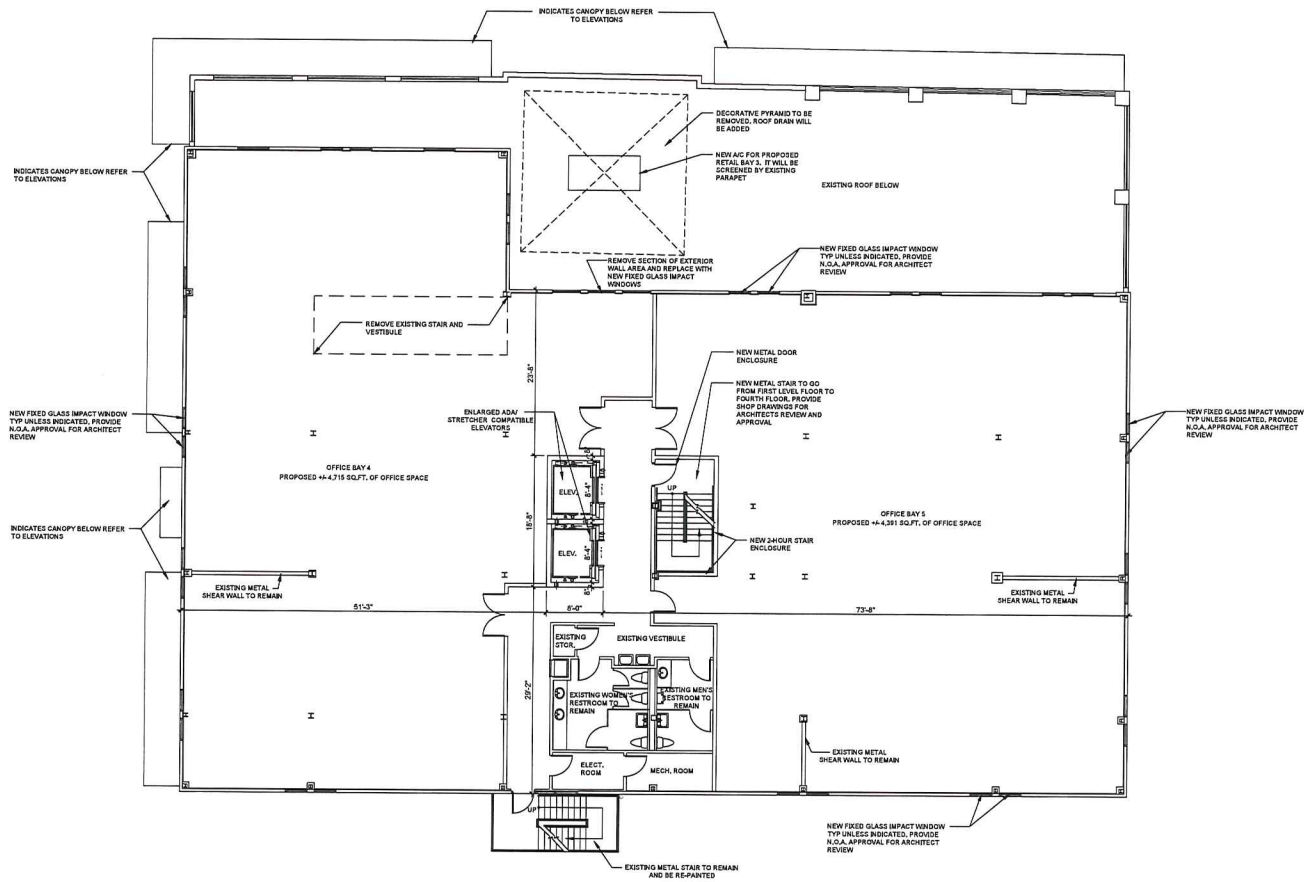 INDICATES CANOPY BELOW REFER
TO ELEVATIONS
DECORATIVE PYRAMID TO BE
REMOVED. ROOF DRAIN WILL
BE ADDED
NEW A/C FOR PROPOSED
RETAIL BAY 3. IT WILL BE
SCREENED BY EXISTING
PARAPET
INDICATES CANOPY BELOW REFER
TO ELEVATIONS
EXISTING ROOF BELOW
REMOVE SECTION OF EXTERIOR
WALL AREA AND REPLACE WITH
NEW FIXED GLASS IMPACT
WINDOWS
NEW FIXED GLASS IMPACT WINDOW
TYP UNLESS INDICATED, PROVIDE
N.O.A. APPROVAL FOR ARCHITECT
REVIEW
REMOVE EXISTING STAIR AND
VESTIBULE
23'-8"
NEW METAL DOOR
ENCLOSURE
NEW METAL STAIR TO GO
FROM FIRST LEVEL FLOOR TO
FOURTH FLOOR. PROVIDE
SHOP DRAWINGS FOR
ARCHITECTS REVIEW AND
APPROVAL
ENLARGED ADA/
STRETCHER COMPATIBLE
ELEVATORS
NEW FIXED GLASS IMPACT WINDOW
TYP UNLESS INDICATED, PROVIDE
N.O.A. APPROVAL FOR ARCHITECT
REVIEW
NEW FIXED GLASS IMPACT WINDOW
TYP UNLESS INDICATED, PROVIDE
N.O.A. APPROVAL FOR ARCHITECT
REVIEW
OFFICE BAY 4
PROPOSED +/- 4,715 SQ.FT. OF OFFICE SPACE
ELEV.
8'-4"
UP
18'-8"
OFFICE BAY 5
PROPOSED +/- 4,391 SQ.FT. OF OFFICE SPACE
INDICATES CANOPY BELOW REFER
TO ELEVATIONS
ELEV.
8'-4"
NEW 2-HOUR STAIR
ENCLOSURE
EXISTING METAL
SHEAR WALL TO REMAIN
EXISTING METAL
SHEAR WALL TO REMAIN
51'-3"
8'-0"
73'-8"
EXISTING
STOR.
EXISTING VESTIBULE
29'-2"
EXISTING WOMEN'S
RESTROOM TO
REMAIN
EXISTING MEN'S
RESTROOM TO
REMAIN
EXISTING METAL
SHEAR WALL TO REMAIN
ELECT.
ROOM
MECH. ROOM
UP
NEW FIXED GLASS IMPACT WINDOW
TYP UNLESS INDICATED, PROVIDE
N.O.A. APPROVAL FOR ARCHITECT
REVIEW
EXISTING METAL STAIR TO REMAIN
AND BE RE-PAINTED